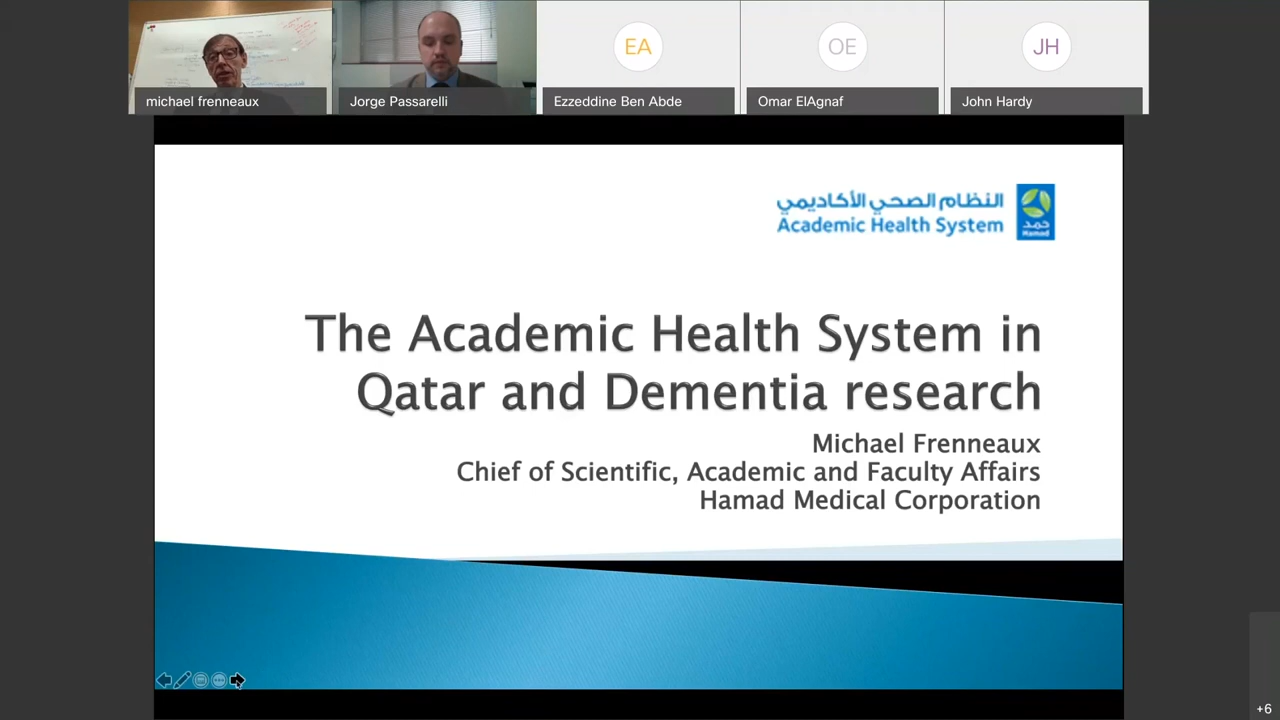 michael frenneaux
Jorge Passarelli
EA
Ezzeddine Ben Abde
OE
Omar ElAgnaf
JH
John Hardy
النظام الصحي الأكاديمي
Academic Health System
حمد
Hamad
The Academic Health System in
Qatar and Dementia research
Michael Frenneaux
Chief of Scientific, Academic and Faculty Affairs
Hamad Medical Corporation
+6